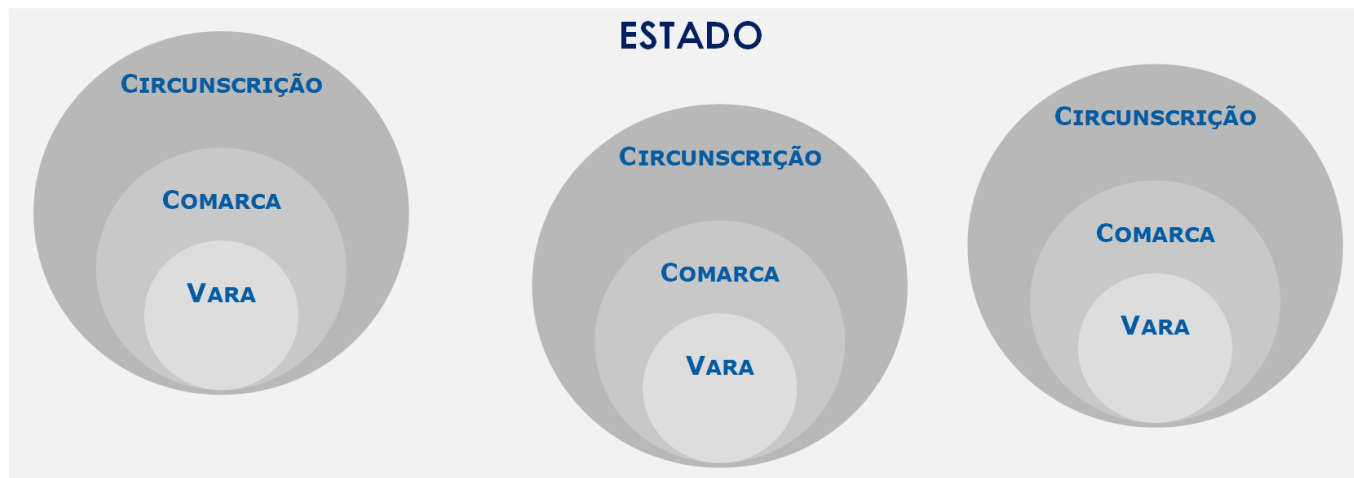 ESTADO
CIRCUNSCRIÇÃO
COMARCA
VARA
CIRCUNSCRIÇÃO
COMARCA
VARA
CIRCUNSCRIÇÃO
COMARCA
VARA